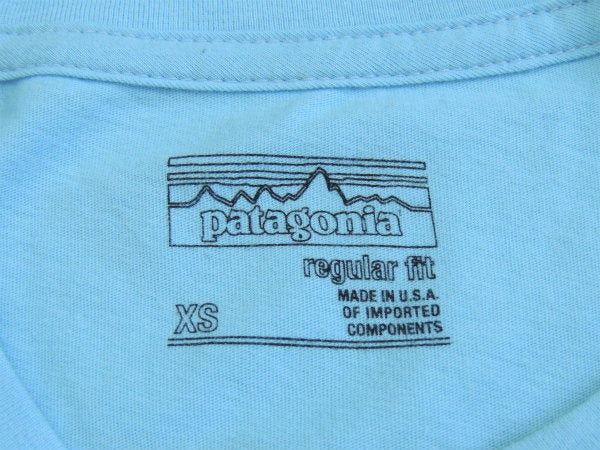 patagonia
regular fit
XS
MADE IN U.S.A.
OF IMPORTED
COMPONENTS